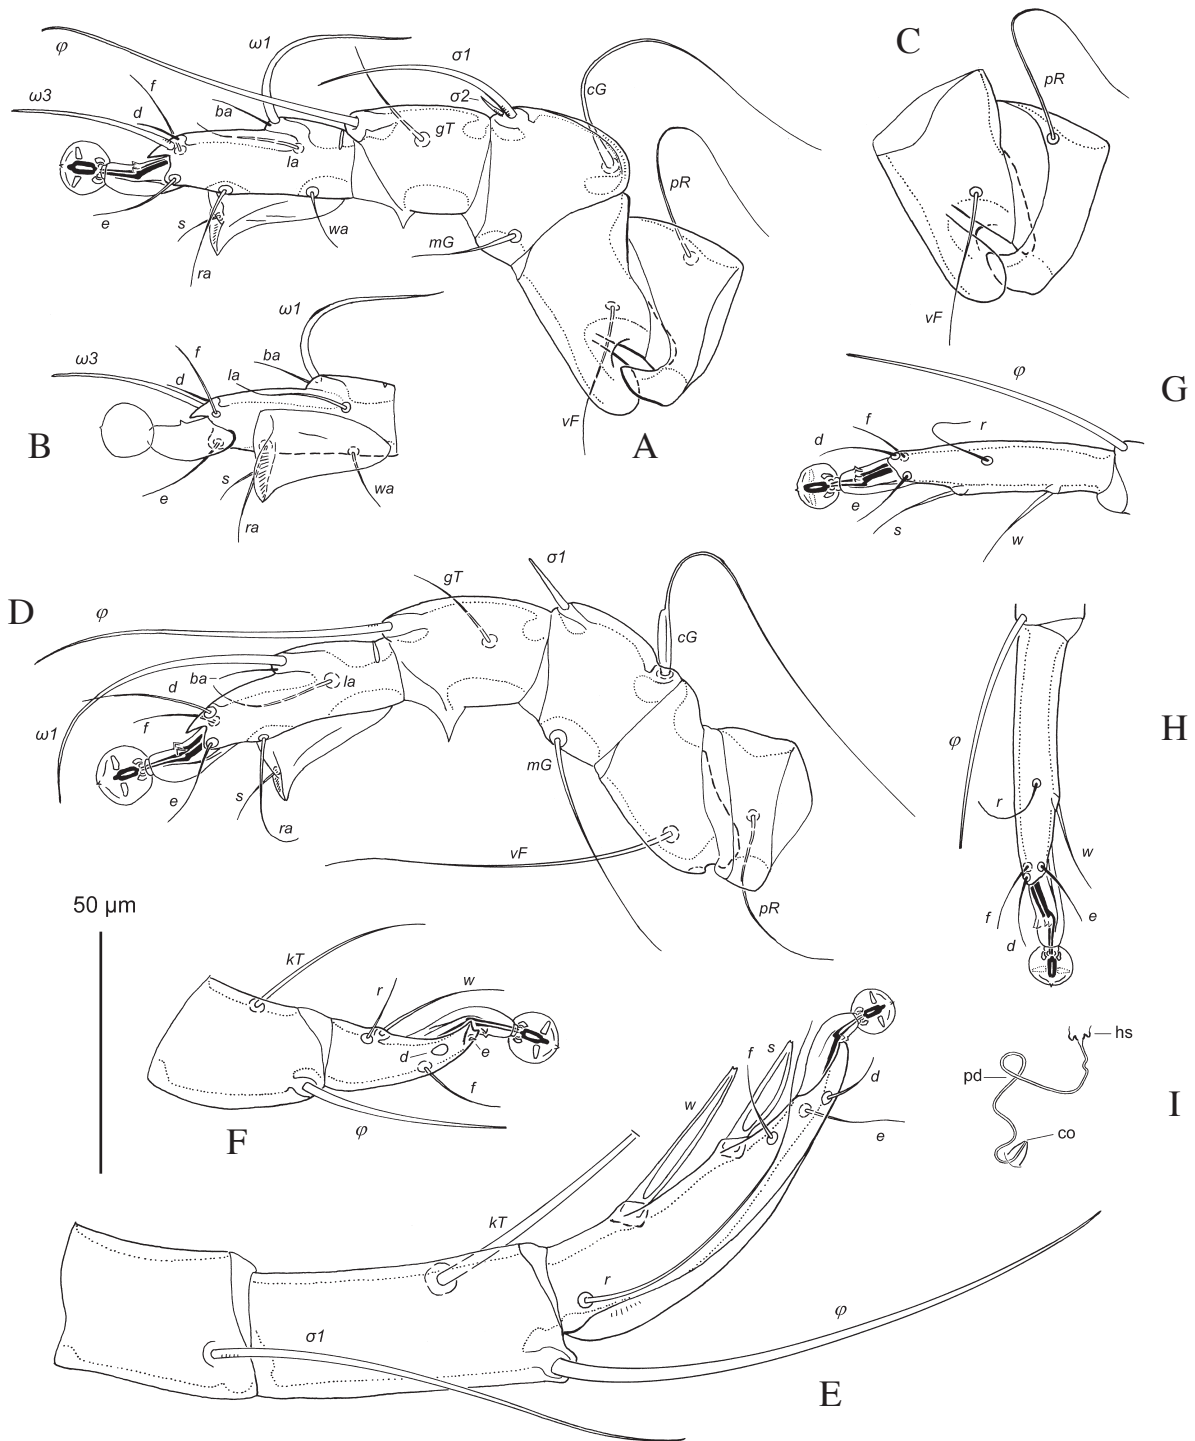 φ
ω1
σ1
cG
C
pR
f
ω3
ba
σ2
d
gT
la
pR
e
s
wa
mG
ra
vF
ω1
vF
A
ω3
f
ba
φ
G
d
la
B
f
r
d
s
e
wa
e
s
w
ra
D
σ1
gT
φ
cG
ba
la
d
f
ω1
φ
H
mG
r
e
s
ra
w
vF
50 µm
pR
f
e
d
kT
r
w
hs
d
e
f
s
d
pd
w
I
F
φ
f
e
co
kT
r
φ
σ1
E